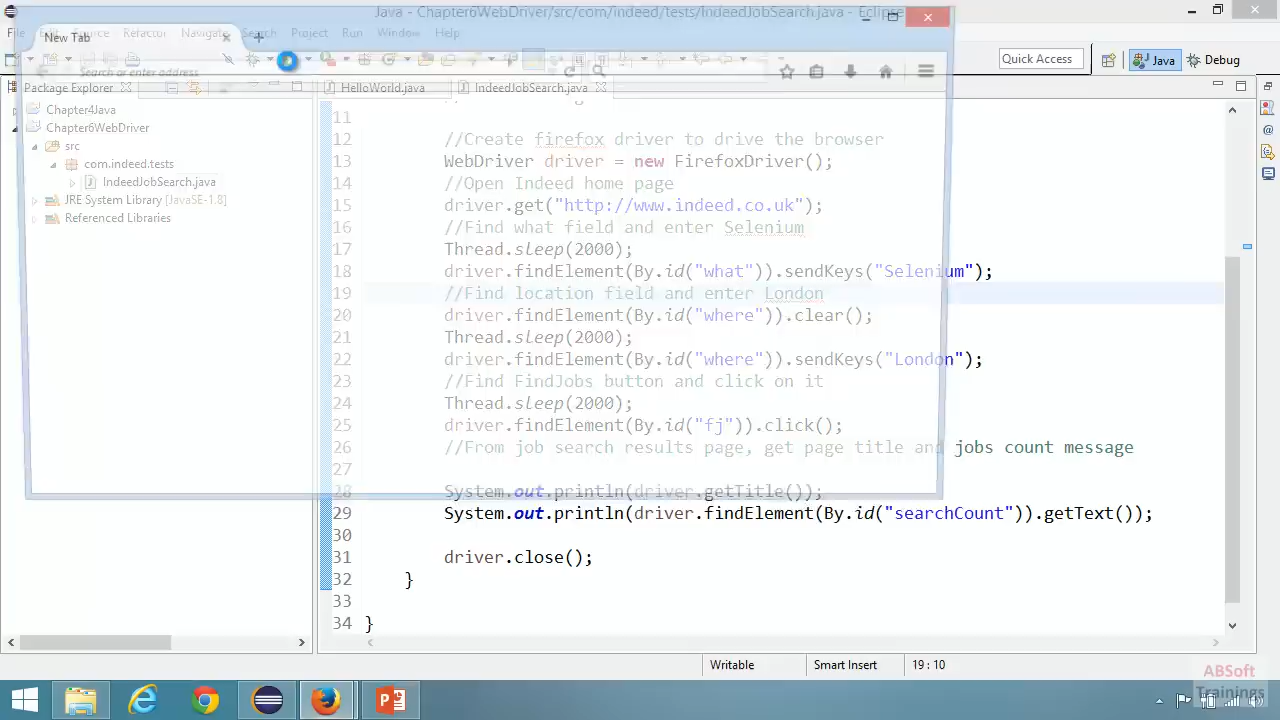 Java - Chapter6WebDriver/src/com/indeed/tests/IndeedJobSearch.java - Eclipse
New Tab
File Source Refactor Navigate Search Project Run Window Help
Search or enter address
Quick Access
Java
Debug
Package Explorer
HelloWorld.java
IndeedJobSearch.java
Chapter4Java
Chapter6WebDriver
src
com.indeed.tests
IndeedJobSearch.java
JRE System Library [JavaSE-1.8]
Referenced Libraries
11
12 //Create firefox driver to drive the browser
13 WebDriver driver = new FirefoxDriver();
14 //Open Indeed home page
15 driver.get("http://www.indeed.co.uk");
16 //Find what field and enter Selenium
17 Thread.sleep(2000);
18 driver.findElement(By.id("what")).sendKeys("Selenium");
19 //Find location field and enter London
20 driver.findElement(By.id("where")).clear();
21 Thread.sleep(2000);
22 driver.findElement(By.id("where")).sendKeys("London");
23 //Find FindJobs button and click on it
24 Thread.sleep(2000);
25 driver.findElement(By.id("fj")).click();
26 //From job search results page, get page title and jobs count message
27
28 System.out.println(driver.getTitle());
29 System.out.println(driver.findElement(By.id("searchCount")).getText());
30
31 driver.close();
32 }
33
34 }
Writable
Smart Insert
19 : 10
ABSoft
Trainings